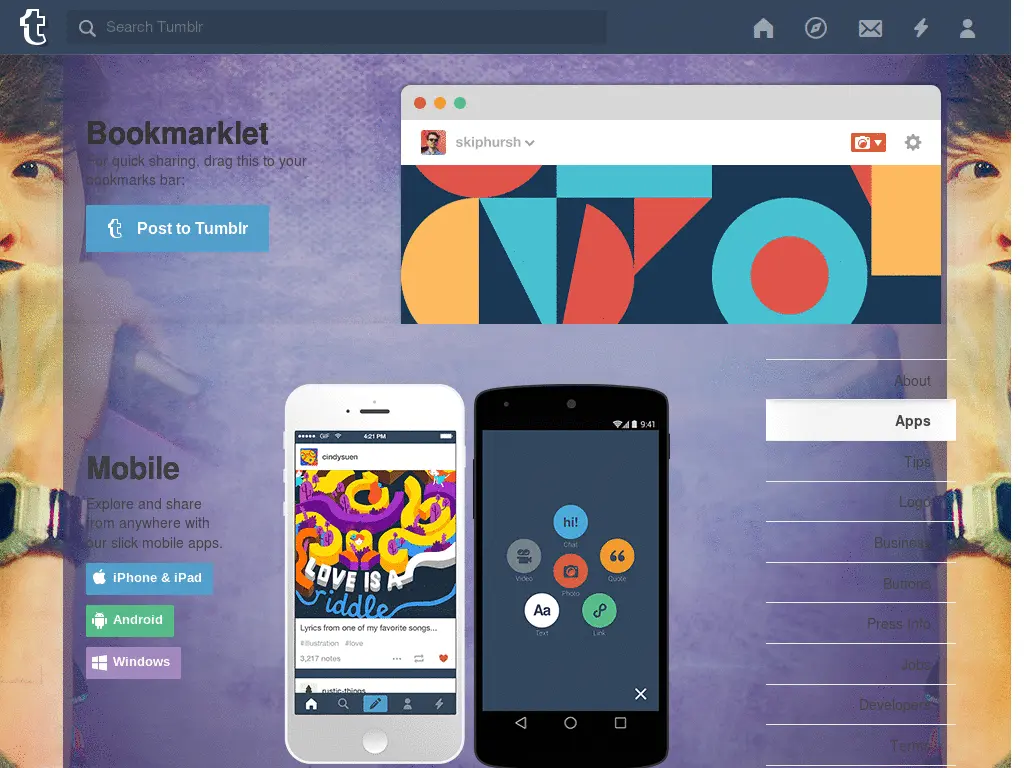 Search Tumblr
Bookmarklet
For quick sharing, drag this to your
bookmarks bar:
Post to Tumblr
skiphursh
About
Apps
Tips
Logo
Business
Buttons
Press Info
Jobs
Developers
Terms
Mobile
Explore and share
from anywhere with
our slick mobile apps.
iPhone & iPad
Android
Windows
GIF
4:21 PM
cindysuen
LOVE IS A
riddle
Lyrics from one of my favorite songs...
#illustration #love
3,217 notes
rustic-things
9:41
hi!
Chat
Video
Quote
Photo
Aa
Text
Link